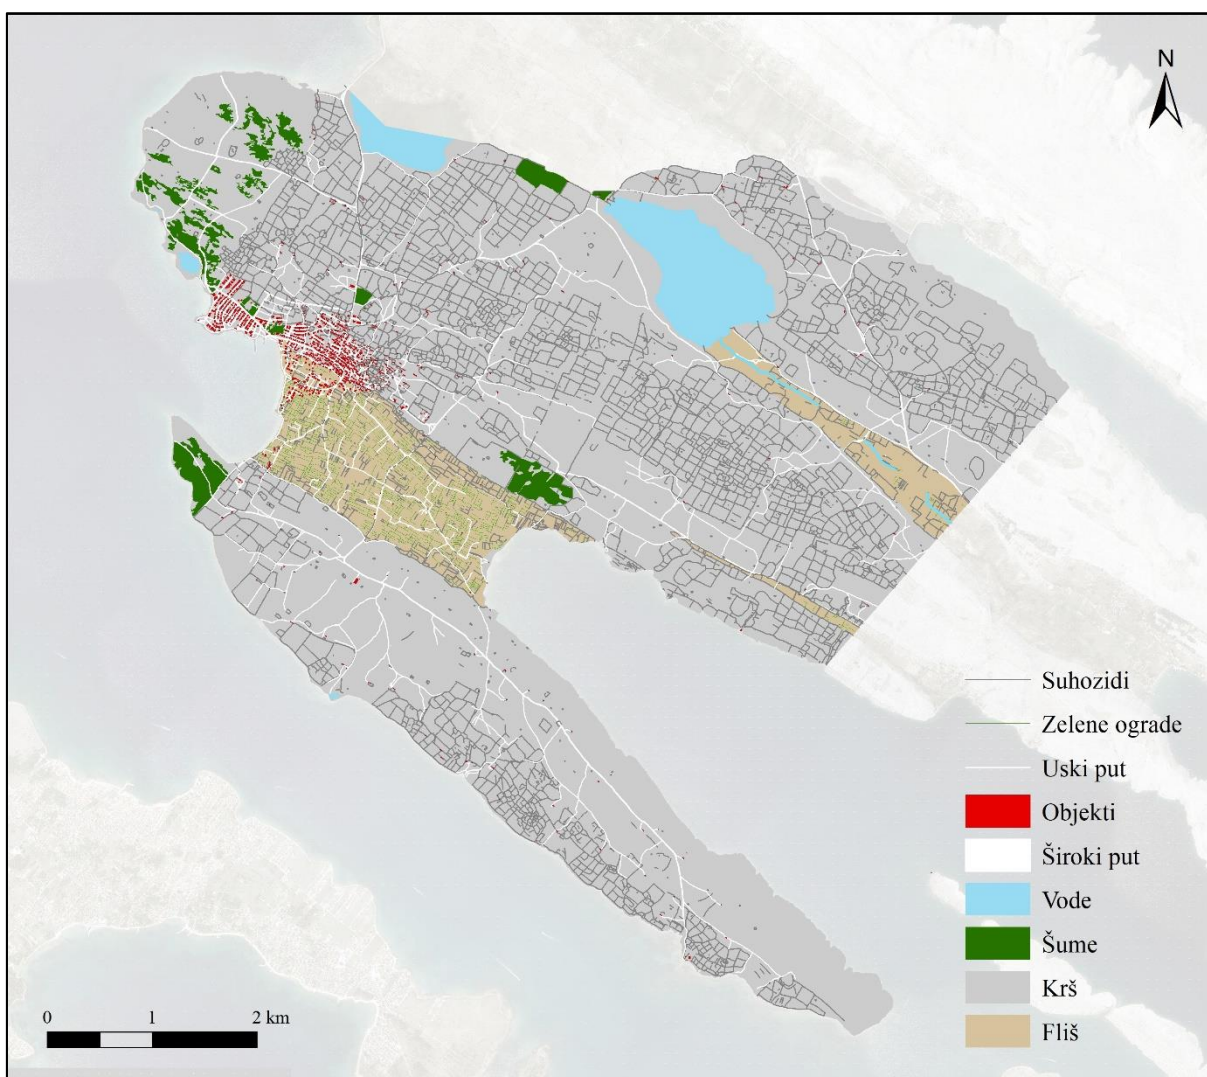 N
Suhozidi
Zelene ograde
Uski put
Objekti
Široki put
Vode
Šume
Krš
Fliš
0 1 2 km